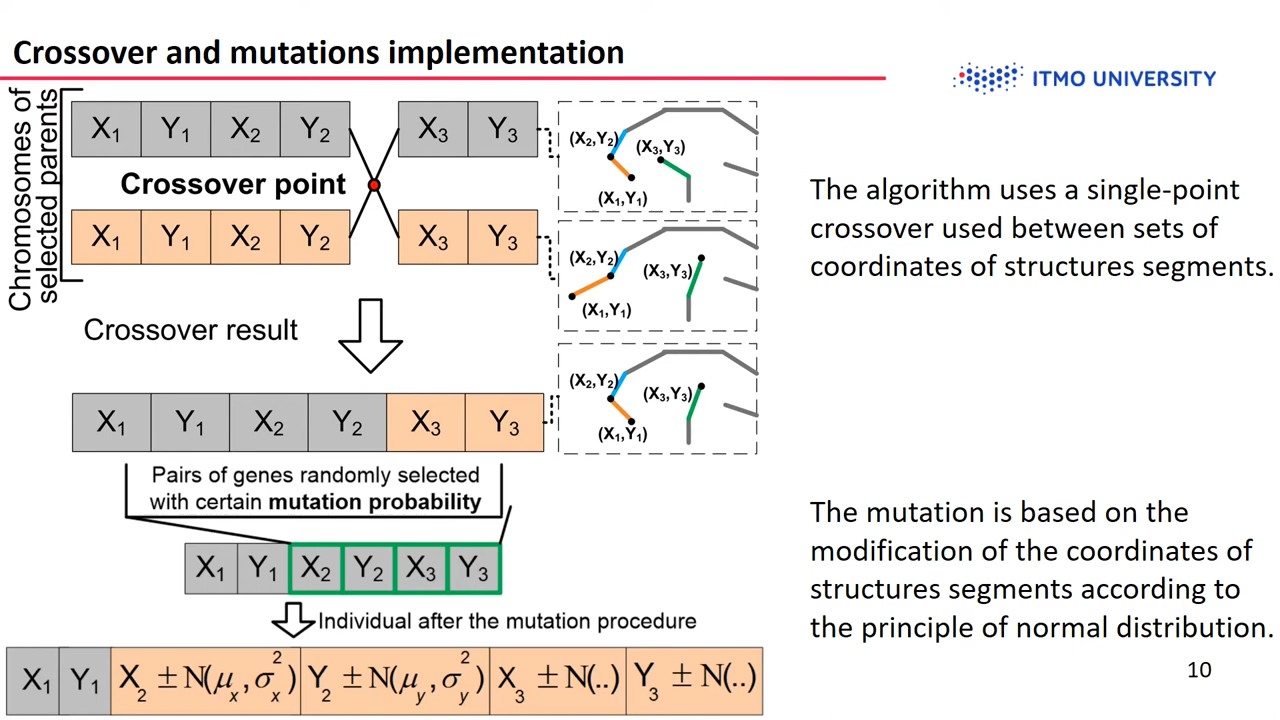 Crossover and mutations implementation
ITMO UNIVERSITY
Chromosomes of
selected parents
X1 Y1 X2 Y2 X3 Y3
Crossover point
X1 Y1 X2 Y2 X3 Y3
(X2,Y2)
(X3,Y3)
(X1,Y1)
(X2,Y2)
(X3,Y3)
(X1,Y1)
The algorithm uses a single-point
crossover used between sets of
coordinates of structures segments.
Crossover result
X1 Y1 X2 Y2 X3 Y3
(X2,Y2)
(X3,Y3)
(X1,Y1)
Pairs of genes randomly selected
with certain mutation probability
X1 Y1 X2 Y2 X3 Y3
The mutation is based on the
modification of the coordinates of
structures segments according to
the principle of normal distribution.
Individual after the mutation procedure
X1 Y1 X2 ± N(μx, σx²) Y2 ± N(μy, σy²) X3 ± N(..) Y3 ± N(..)
10